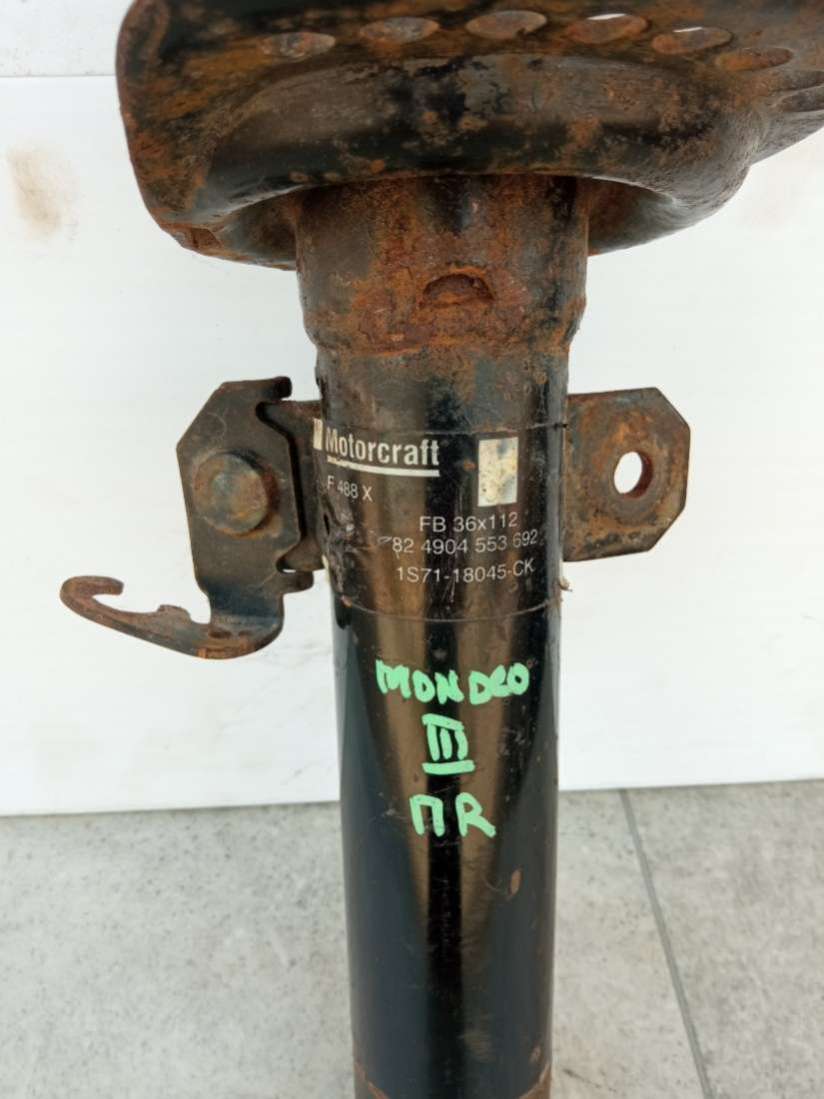 Motorcraft
F 488 X
FB 36x112
82 4904 553 692
1S71-18045-CK
MONDEO
III
ПR